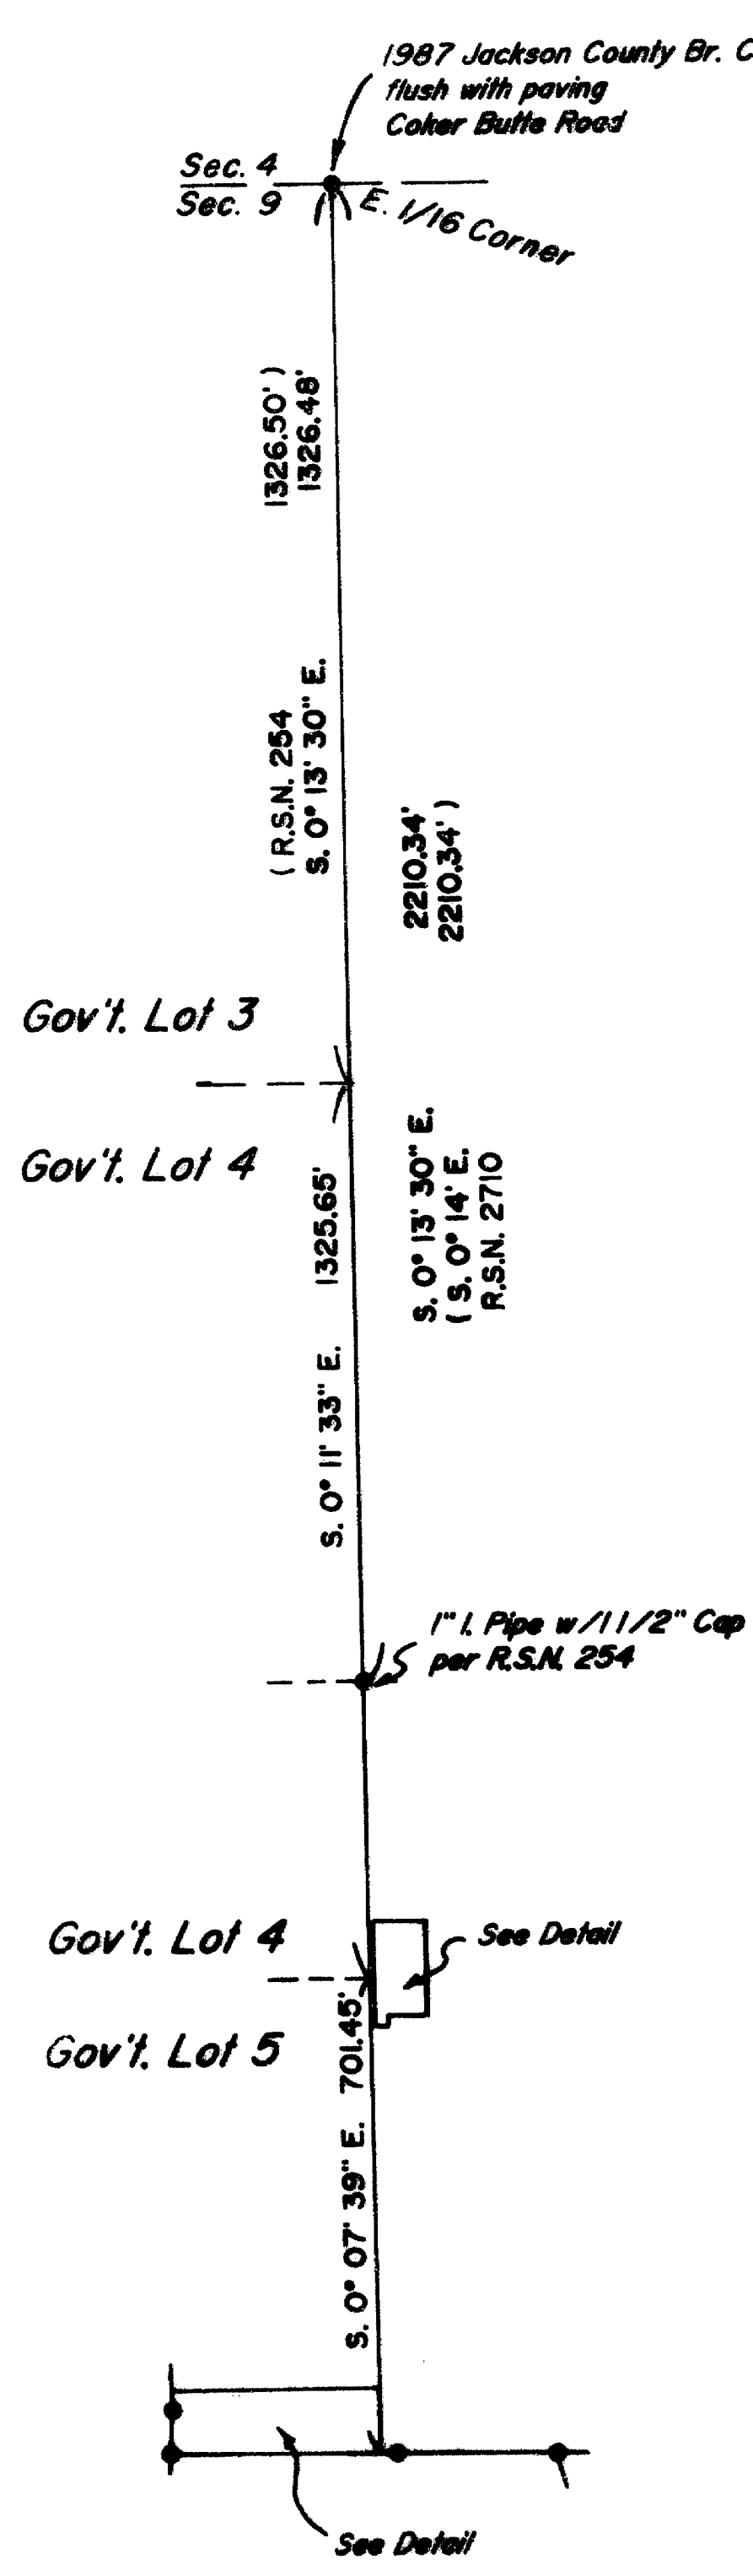 1987 Jackson County Br. C
flush with paving
Coker Butte Road
Sec. 4
Sec. 9
E. 1/16 Corner
1326.50' )
1326.48'
( R.S.N. 254
S. 0° 13' 30" E.
2210.34'
2210.34' )
Gov't. Lot 3
Gov't. Lot 4
1325.65'
S. 0° 13' 30" E.
( S. 0° 14' E.
R.S.N. 2710
S. 0° 11' 33" E.
1" I. Pipe w/1 1/2" Cap
per R.S.N. 254
Gov't. Lot 4
See Detail
Gov't. Lot 5
S. 0° 07' 39" E. 701.45'
See Detail